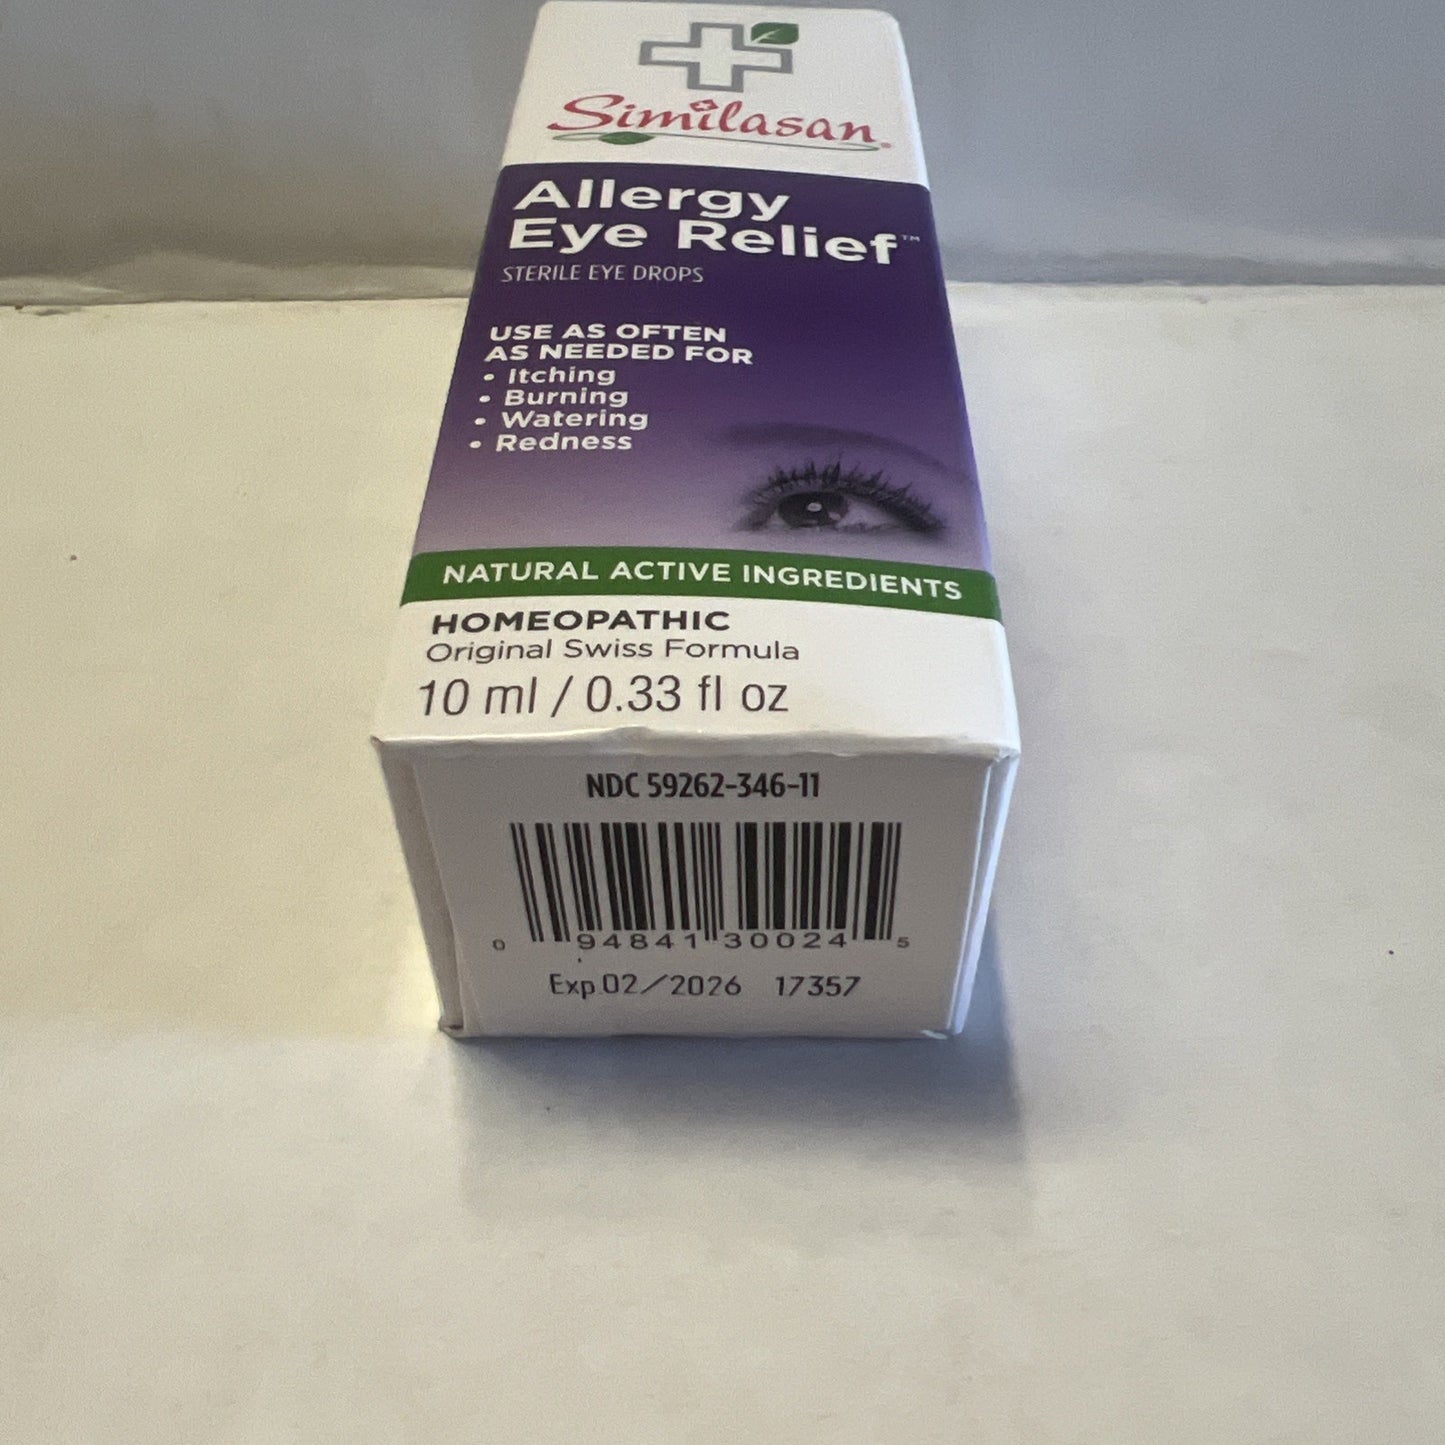 Similasan®
Allergy
Eye Relief™
STERILE EYE DROPS
USE AS OFTEN
AS NEEDED FOR
• Itching
• Burning
• Watering
• Redness
NATURAL ACTIVE INGREDIENTS
HOMEOPATHIC
Original Swiss Formula
10 ml / 0.33 fl oz
NDC 59262-346-11
0 94841 30024 5
Exp.02/2026 17357